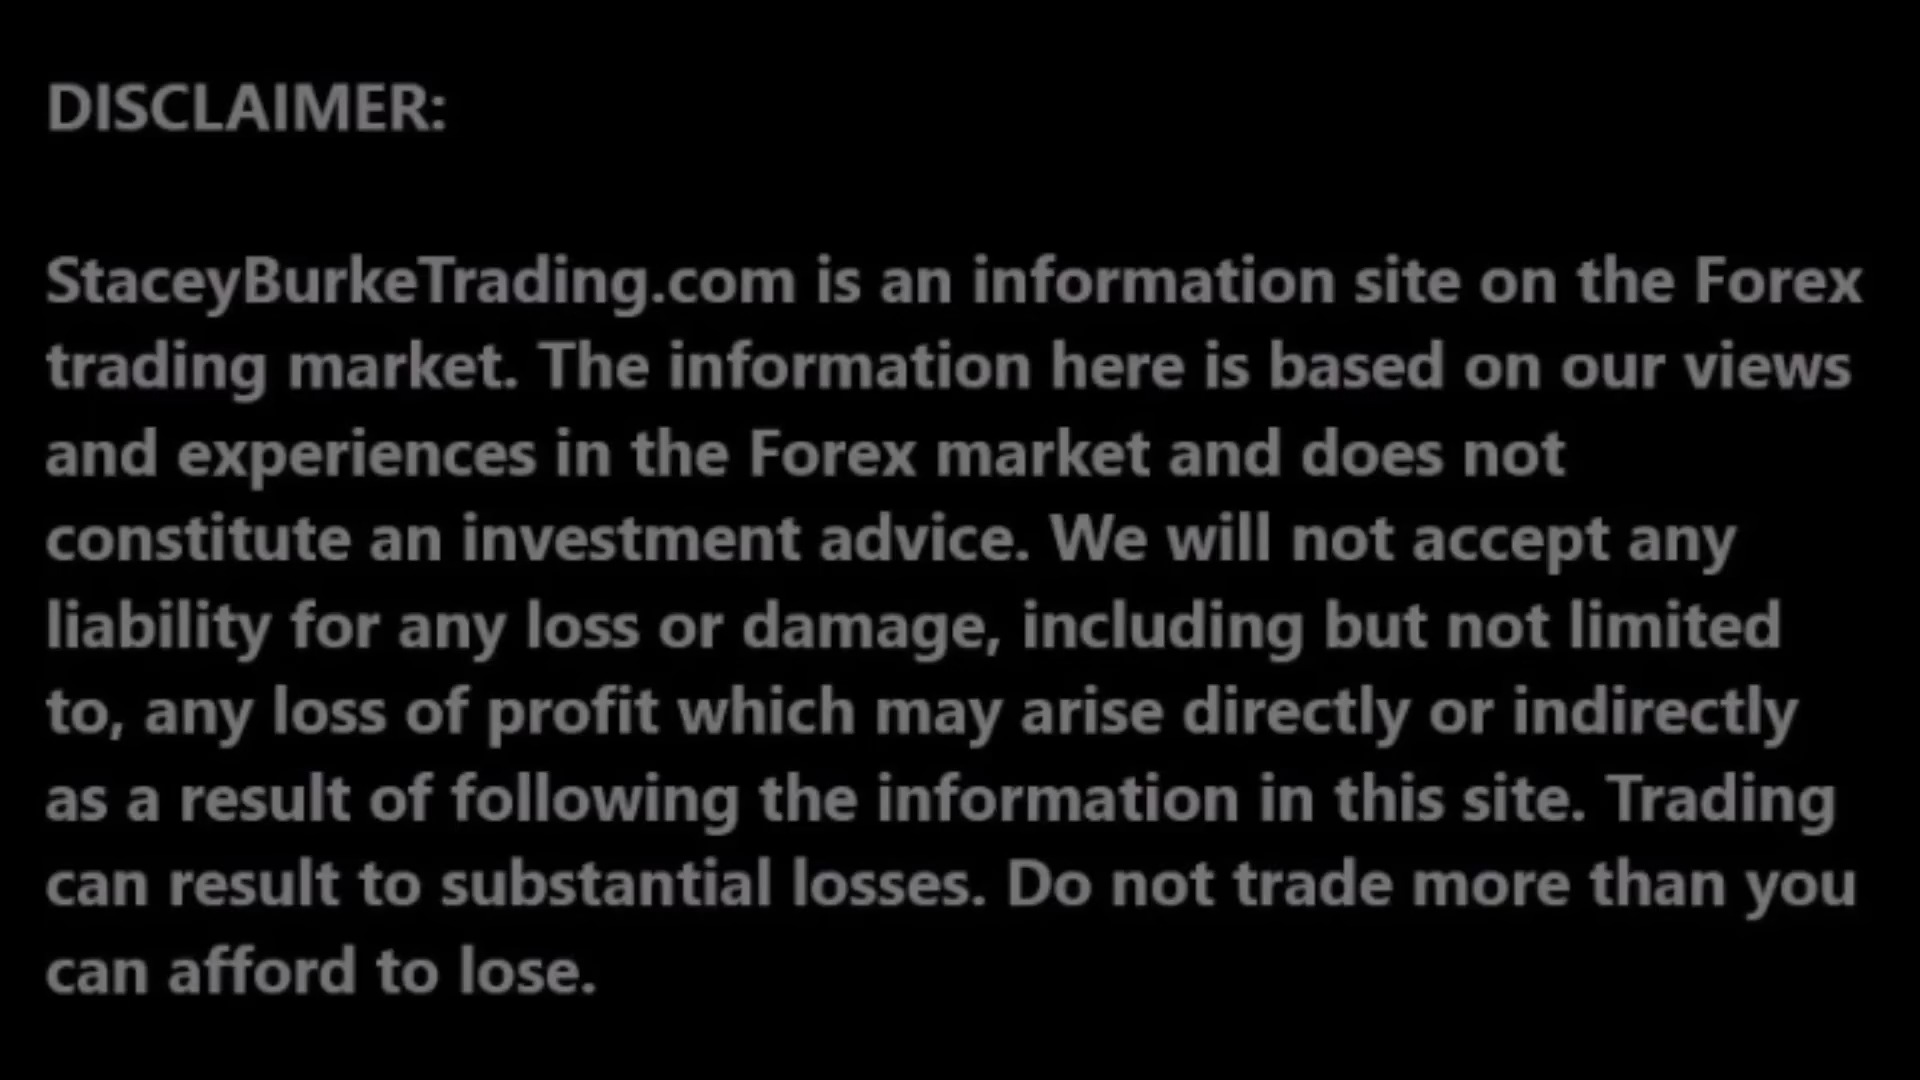 DISCLAIMER:
StaceyBurkeTrading.com is an information site on the Forex
trading market. The information here is based on our views
and experiences in the Forex market and does not
constitute an investment advice. We will not accept any
liability for any loss or damage, including but not limited
to, any loss of profit which may arise directly or indirectly
as a result of following the information in this site. Trading
can result to substantial losses. Do not trade more than you
can afford to lose.